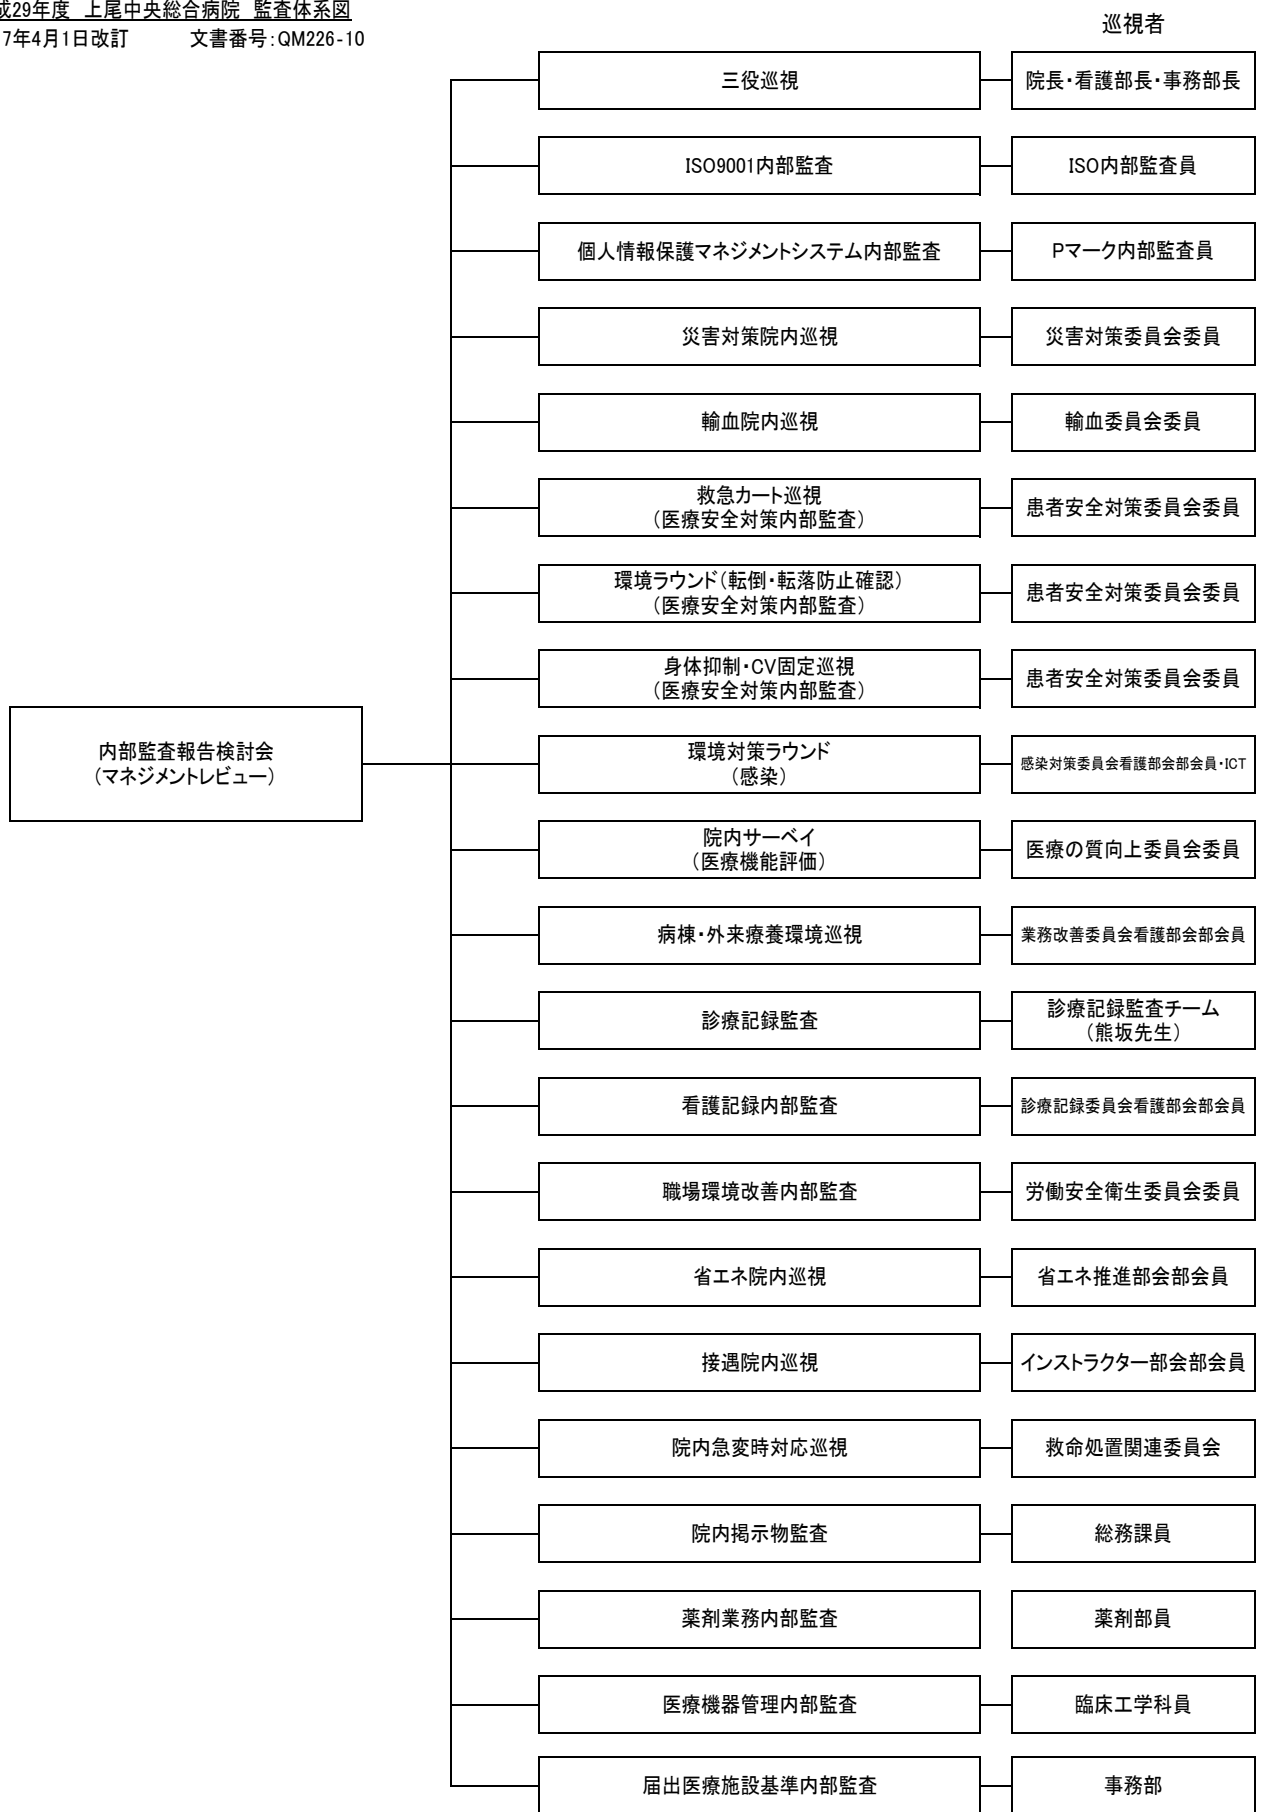 成29年度 上尾中央総合病院 監査体系図
7年4月1日改訂 文書番号:QM226-10
巡視者
三役巡視
院長・看護部長・事務部長
ISO9001内部監査
ISO内部監査員
個人情報保護マネジメントシステム内部監査
Pマーク内部監査員
災害対策院内巡視
災害対策委員会委員
輸血院内巡視
輸血委員会委員
救急カート巡視
(医療安全対策内部監査)
患者安全対策委員会委員
環境ラウンド(転倒・転落防止確認)
(医療安全対策内部監査)
患者安全対策委員会委員
身体抑制・CV固定巡視
(医療安全対策内部監査)
患者安全対策委員会委員
内部監査報告検討会
(マネジメントレビュー)
環境対策ラウンド
(感染)
感染対策委員会看護部会部会員・ICT
院内サーベイ
(医療機能評価)
医療の質向上委員会委員
病棟・外来療養環境巡視
業務改善委員会看護部会部会員
診療記録監査
診療記録監査チーム
(熊坂先生)
看護記録内部監査
診療記録委員会看護部会部会員
職場環境改善内部監査
労働安全衛生委員会委員
省エネ院内巡視
省エネ推進部会部会員
接遇院内巡視
インストラクター部会部会員
院内急変時対応巡視
救命処置関連委員会
院内掲示物監査
総務課員
薬剤業務内部監査
薬剤部員
医療機器管理内部監査
臨床工学科員
届出医療施設基準内部監査
事務部